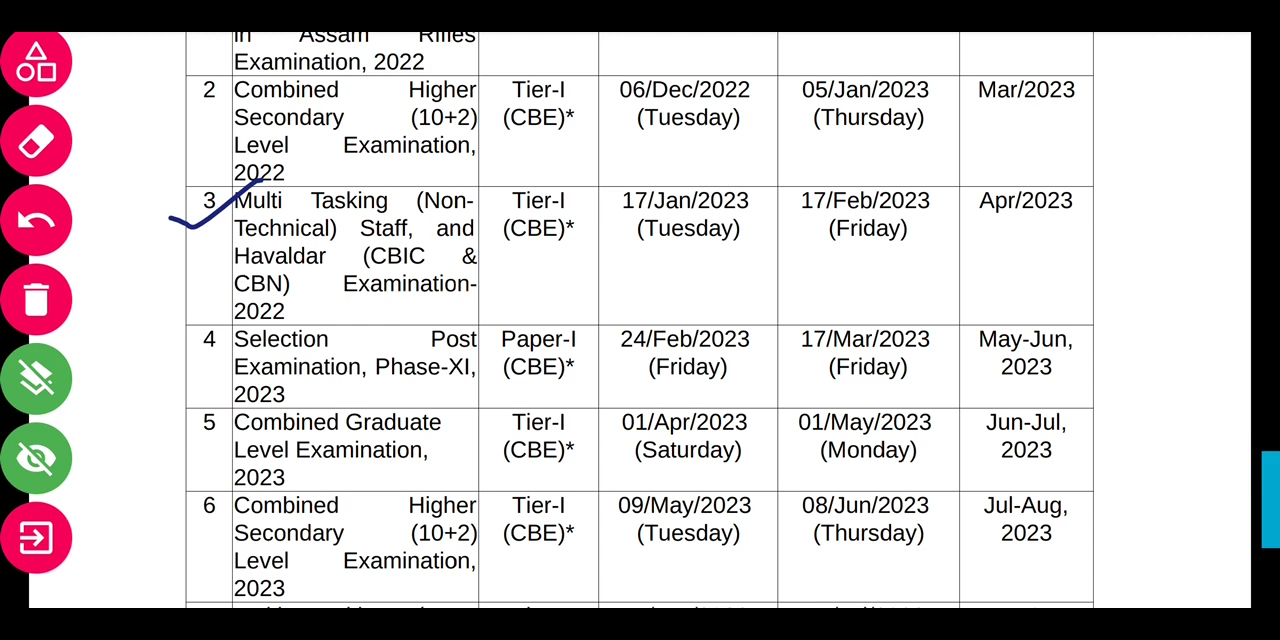 in Assam Rifles
Examination, 2022
2 Combined Higher Tier-I 06/Dec/2022 05/Jan/2023 Mar/2023
Secondary (10+2) (CBE)* (Tuesday) (Thursday)
Level Examination,
2022
3 Multi Tasking (Non- Tier-I 17/Jan/2023 17/Feb/2023 Apr/2023
Technical) Staff, and (CBE)* (Tuesday) (Friday)
Havaldar (CBIC &
CBN) Examination-
2022
4 Selection Post Paper-I 24/Feb/2023 17/Mar/2023 May-Jun,
Examination, Phase-XI, (CBE)* (Friday) (Friday) 2023
2023
5 Combined Graduate Tier-I 01/Apr/2023 01/May/2023 Jun-Jul,
Level Examination, (CBE)* (Saturday) (Monday) 2023
2023
6 Combined Higher Tier-I 09/May/2023 08/Jun/2023 Jul-Aug,
Secondary (10+2) (CBE)* (Tuesday) (Thursday) 2023
Level Examination,
2023